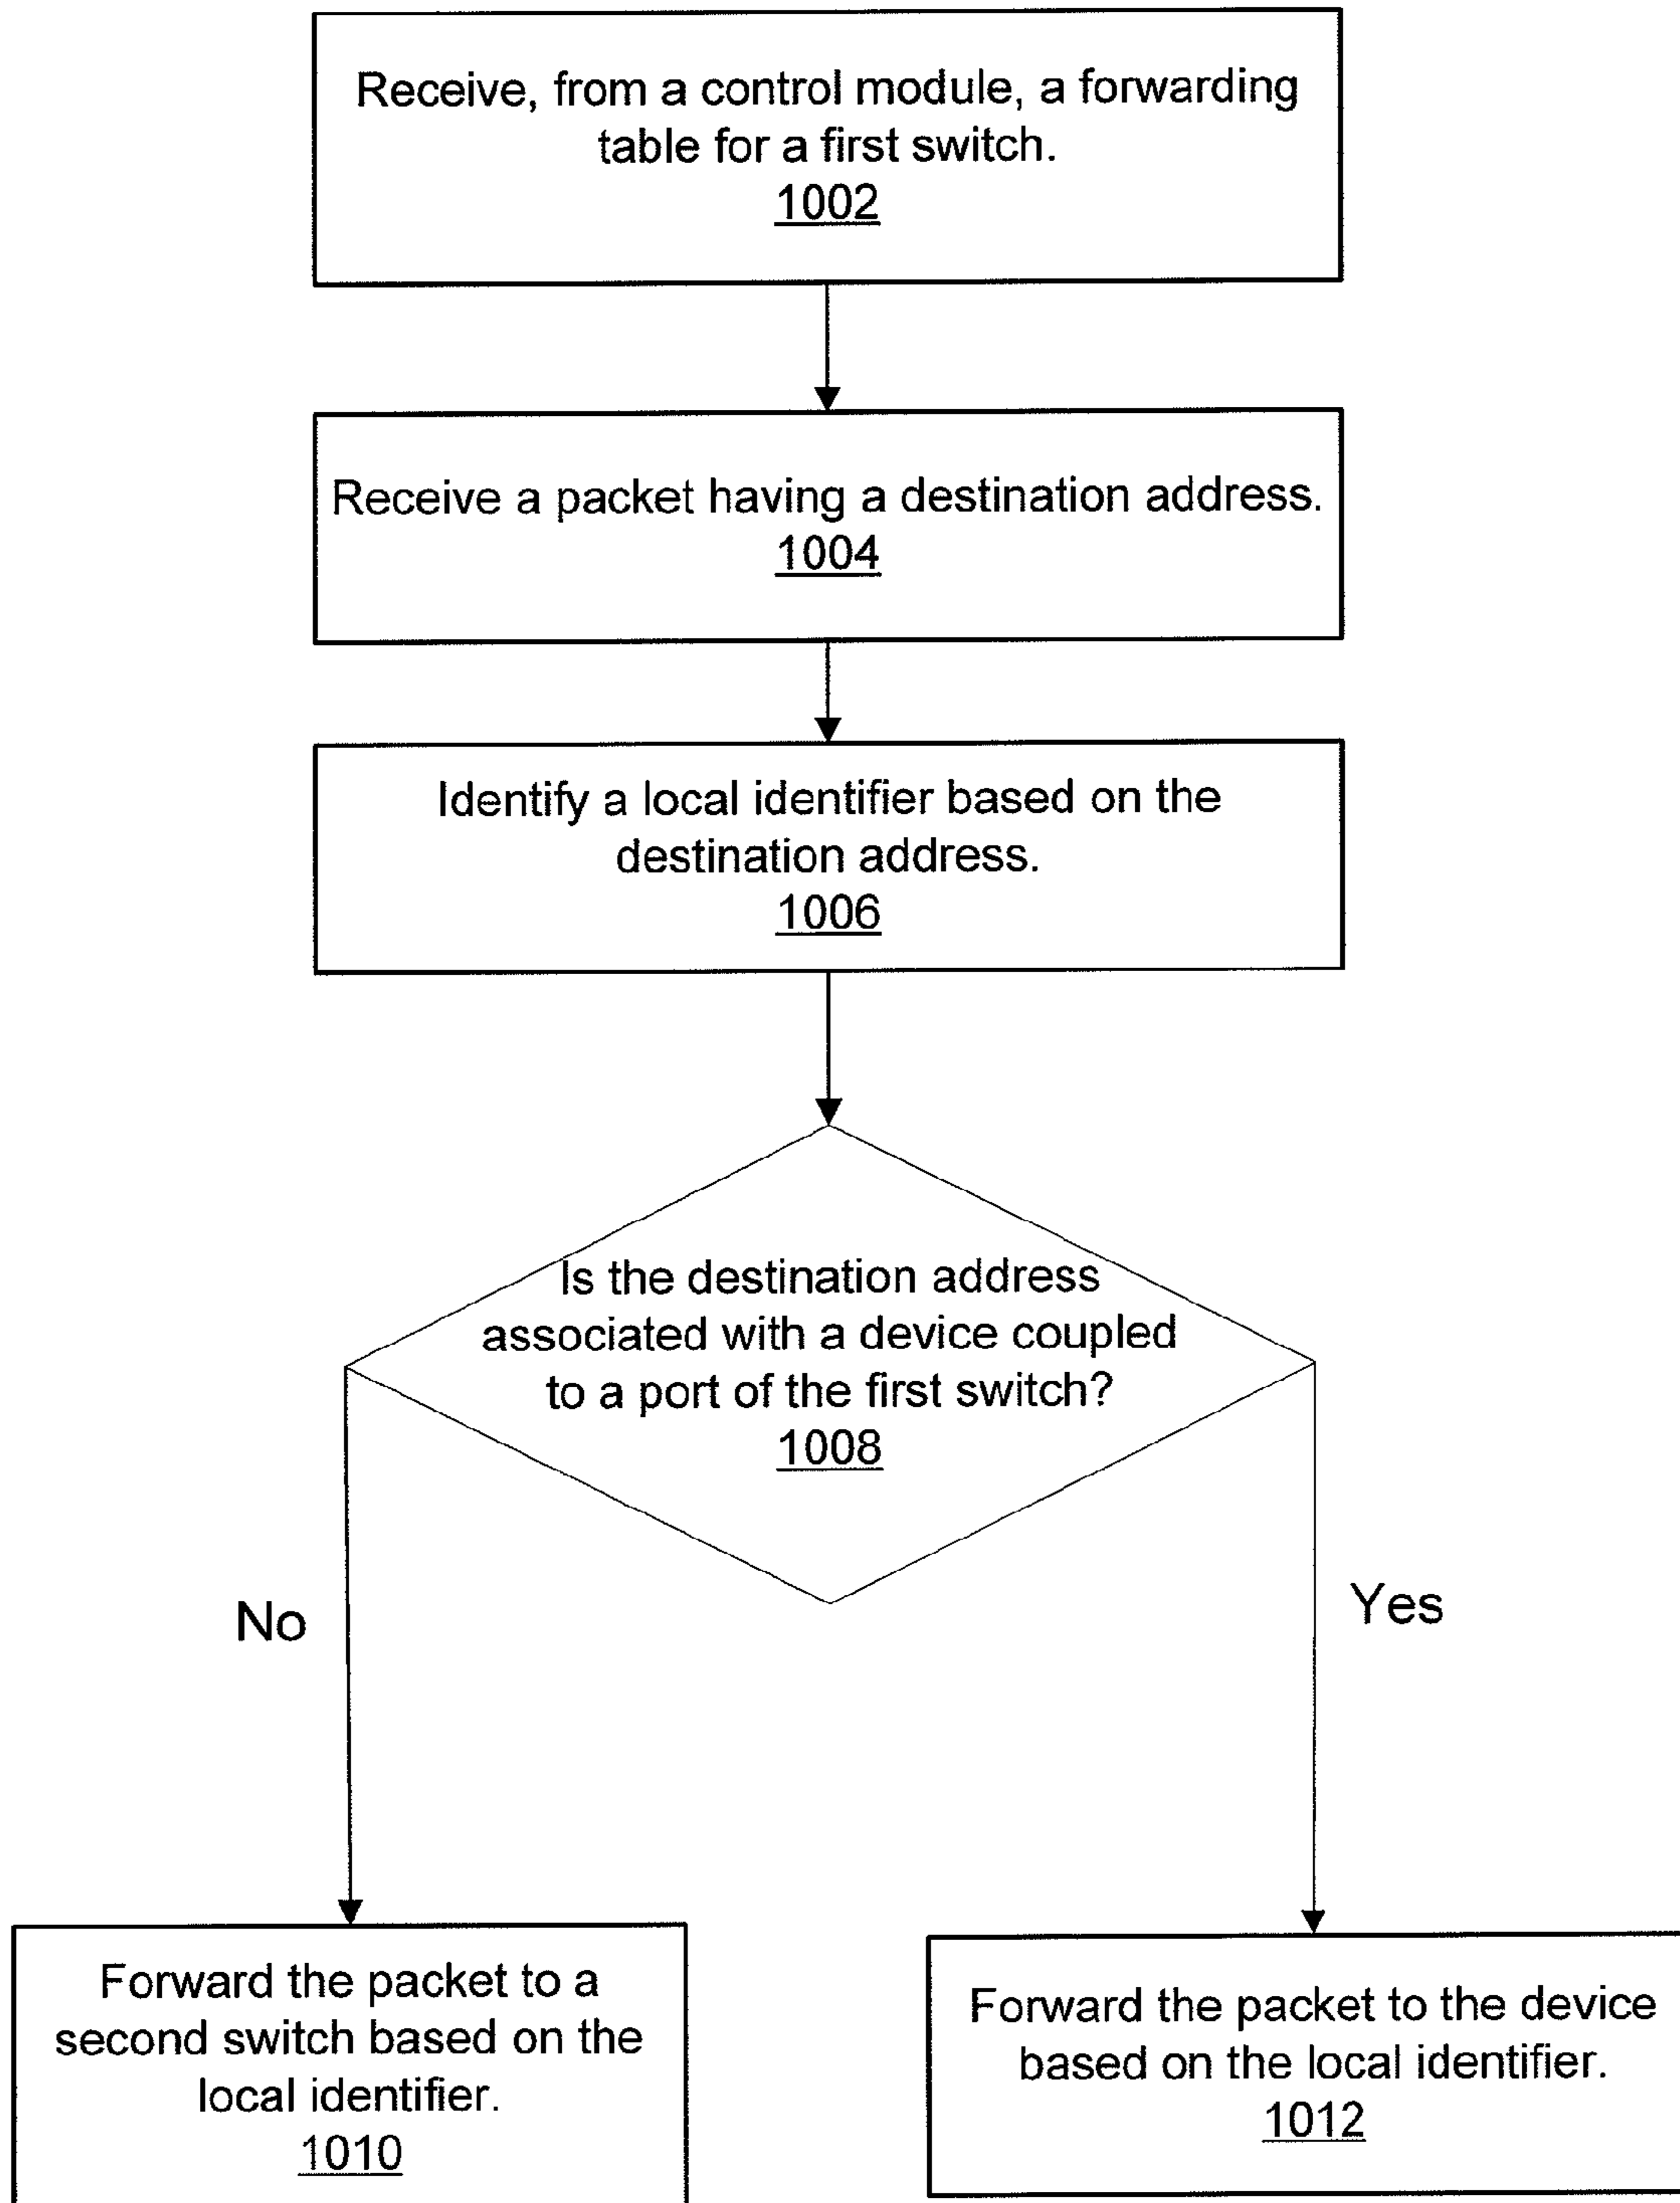 Receive, from a control module, a forwarding
table for a first switch.
1002
Receive a packet having a destination address.
1004
Identify a local identifier based on the
destination address.
1006
Is the destination address
associated with a device coupled
to a port of the first switch?
1008
No
Yes
Forward the packet to a
second switch based on the
local identifier.
1010
Forward the packet to the device
based on the local identifier.
1012